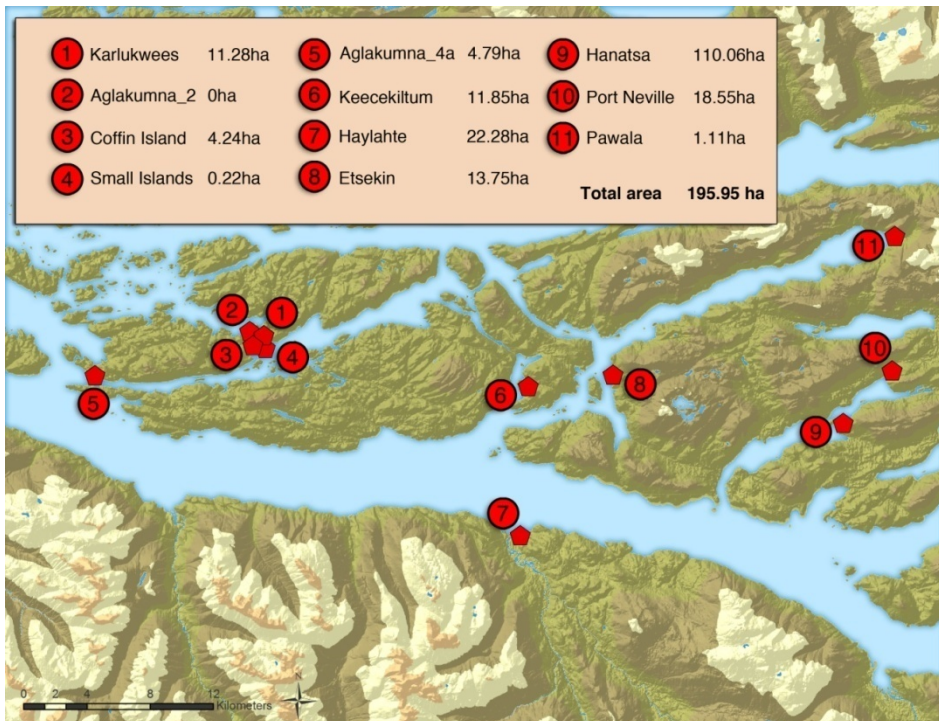 1 Karlukwees 11.28ha
2 Aglakumna_2 0ha
3 Coffin Island 4.24ha
4 Small Islands 0.22ha
5 Aglakumna_4a 4.79ha
6 Keecekiltum 11.85ha
7 Haylahte 22.28ha
8 Etsekin 13.75ha
9 Hanatsa 110.06ha
10 Port Neville 18.55ha
11 Pawala 1.11ha
Total area 195.95 ha
11
2 1
10
3 4
8
6
5
9
7
N
0 2 4 8 12
Kilometers